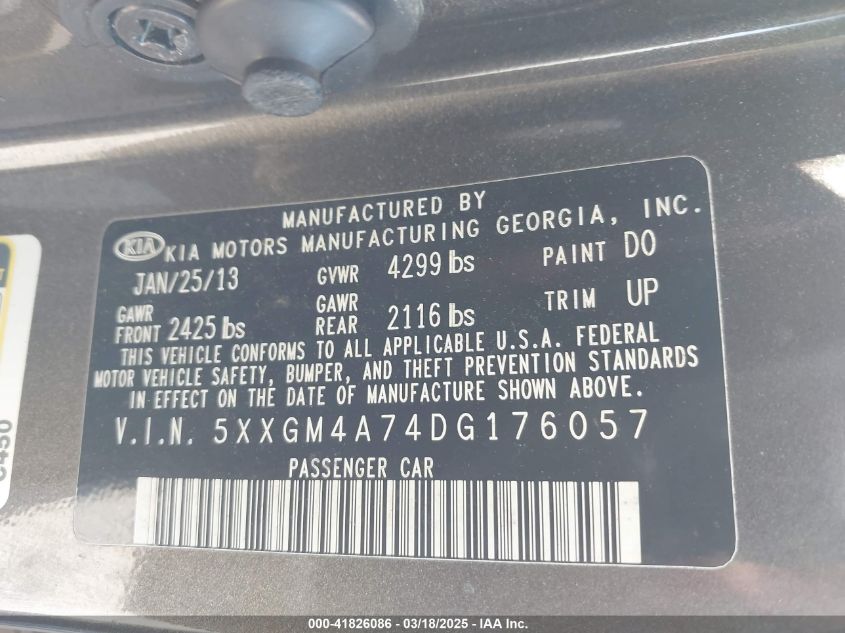 MANUFACTURED BY
KIA KIA MOTORS MANUFACTURING GEORGIA, INC.
JAN/25/13 GVWR 4299 lbs PAINT DO
GAWR FRONT 2425 lbs GAWR REAR 2116 lbs TRIM UP
THIS VEHICLE CONFORMS TO ALL APPLICABLE U.S.A. FEDERAL
MOTOR VEHICLE SAFETY, BUMPER, AND THEFT PREVENTION STANDARDS
IN EFFECT ON THE DATE OF MANUFACTURE SHOWN ABOVE.
V.I.N. 5XXGM4A74DG176057
PASSENGER CAR
000-41826086 - 03/18/2025 - IAA Inc.